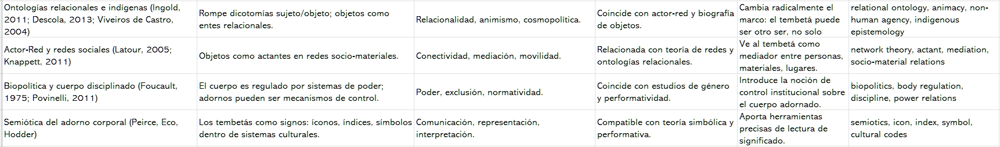 Ontologías relacionales e indígenas (Ingold,
2011; Descola, 2013; Viveiros de Castro,
2004)
Rompe dicotomías sujeto/objeto; objetos como
entes relacionales.
Relacionalidad, animismo, cosmopolítica.
Coincide con actor-red y biografía
de objetos.
Cambia radicalmente el
marco: el tembetá puede
ser otro ser, no solo
relational ontology, animacy, non-
human agency, indigenous
epistemology
Actor-Red y redes sociales (Latour, 2005;
Knappett, 2011)
Objetos como actantes en redes socio-materiales.
Conectividad, mediación, movilidad.
Relacionada con teoría de redes y
ontologías relacionales.
Ve al tembetá como
mediador entre personas,
materiales, lugares.
network theory, actant, mediation,
socio-material relations
Biopolítica y cuerpo disciplinado (Foucault,
1975; Povinelli, 2011)
El cuerpo es regulado por sistemas de poder;
adornos pueden ser mecanismos de control.
Poder, exclusión, normatividad.
Coincide con estudios de género
y performatividad.
Introduce la noción de
control institucional sobre
el cuerpo adornado.
biopolitics, body regulation,
discipline, power relations
Semiótica del adorno corporal (Peirce, Eco,
Hodder)
Los tembetás como signos: íconos, índices, símbolos
dentro de sistemas culturales.
Comunicación, representación,
interpretación.
Compatible con teoría simbólica y
performativa.
Aporta herramientas
precisas de lectura de
significado.
semiotics, icon, index, symbol,
cultural codes